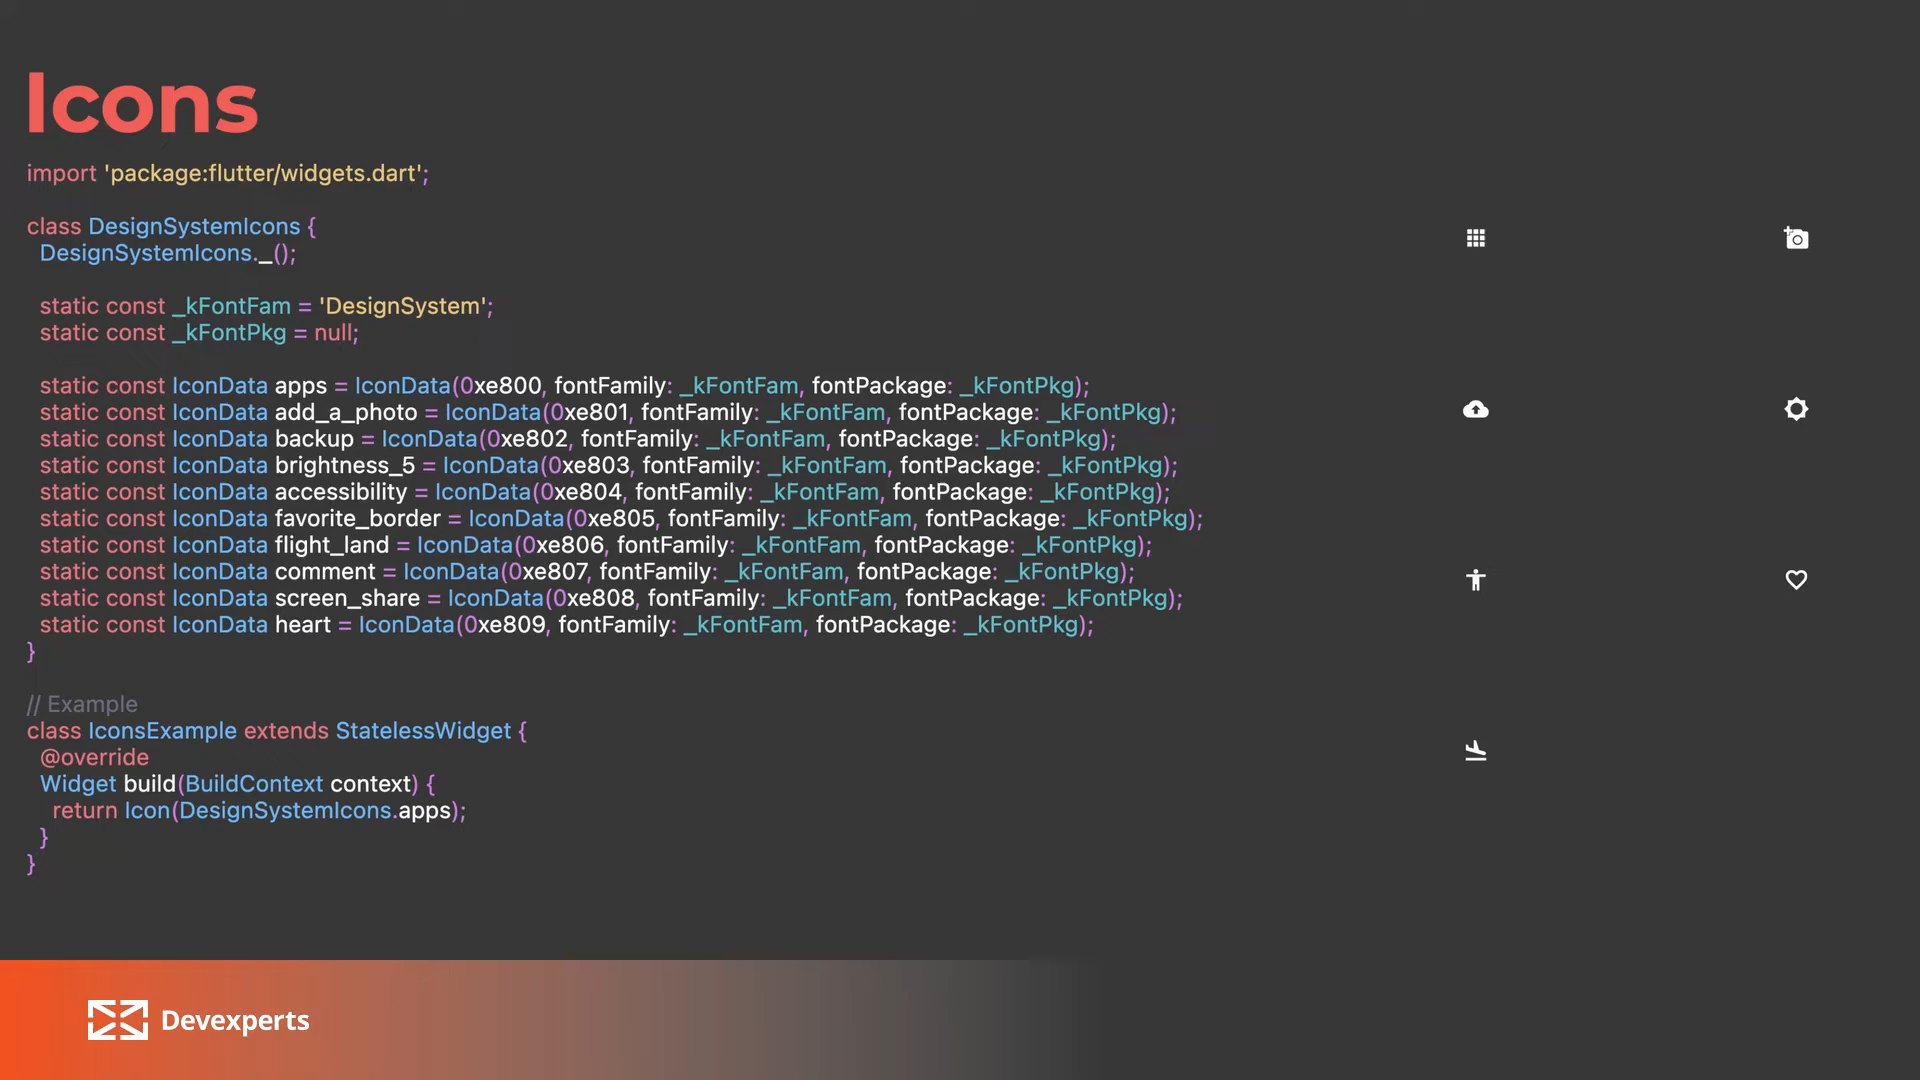 Icons
import 'package:flutter/widgets.dart';
class DesignSystemIcons {
  DesignSystemIcons._();
  static const _kFontFam = 'DesignSystem';
  static const _kFontPkg = null;
  static const IconData apps = IconData(0xe800, fontFamily: _kFontFam, fontPackage: _kFontPkg);
  static const IconData add_a_photo = IconData(0xe801, fontFamily: _kFontFam, fontPackage: _kFontPkg);
  static const IconData backup = IconData(0xe802, fontFamily: _kFontFam, fontPackage: _kFontPkg);
  static const IconData brightness_5 = IconData(0xe803, fontFamily: _kFontFam, fontPackage: _kFontPkg);
  static const IconData accessibility = IconData(0xe804, fontFamily: _kFontFam, fontPackage: _kFontPkg);
  static const IconData favorite_border = IconData(0xe805, fontFamily: _kFontFam, fontPackage: _kFontPkg);
  static const IconData flight_land = IconData(0xe806, fontFamily: _kFontFam, fontPackage: _kFontPkg);
  static const IconData comment = IconData(0xe807, fontFamily: _kFontFam, fontPackage: _kFontPkg);
  static const IconData screen_share = IconData(0xe808, fontFamily: _kFontFam, fontPackage: _kFontPkg);
  static const IconData heart = IconData(0xe809, fontFamily: _kFontFam, fontPackage: _kFontPkg);
}
// Example
class IconsExample extends StatelessWidget {
  @override
  Widget build(BuildContext context) {
    return Icon(DesignSystemIcons.apps);
  }
}
Devexperts